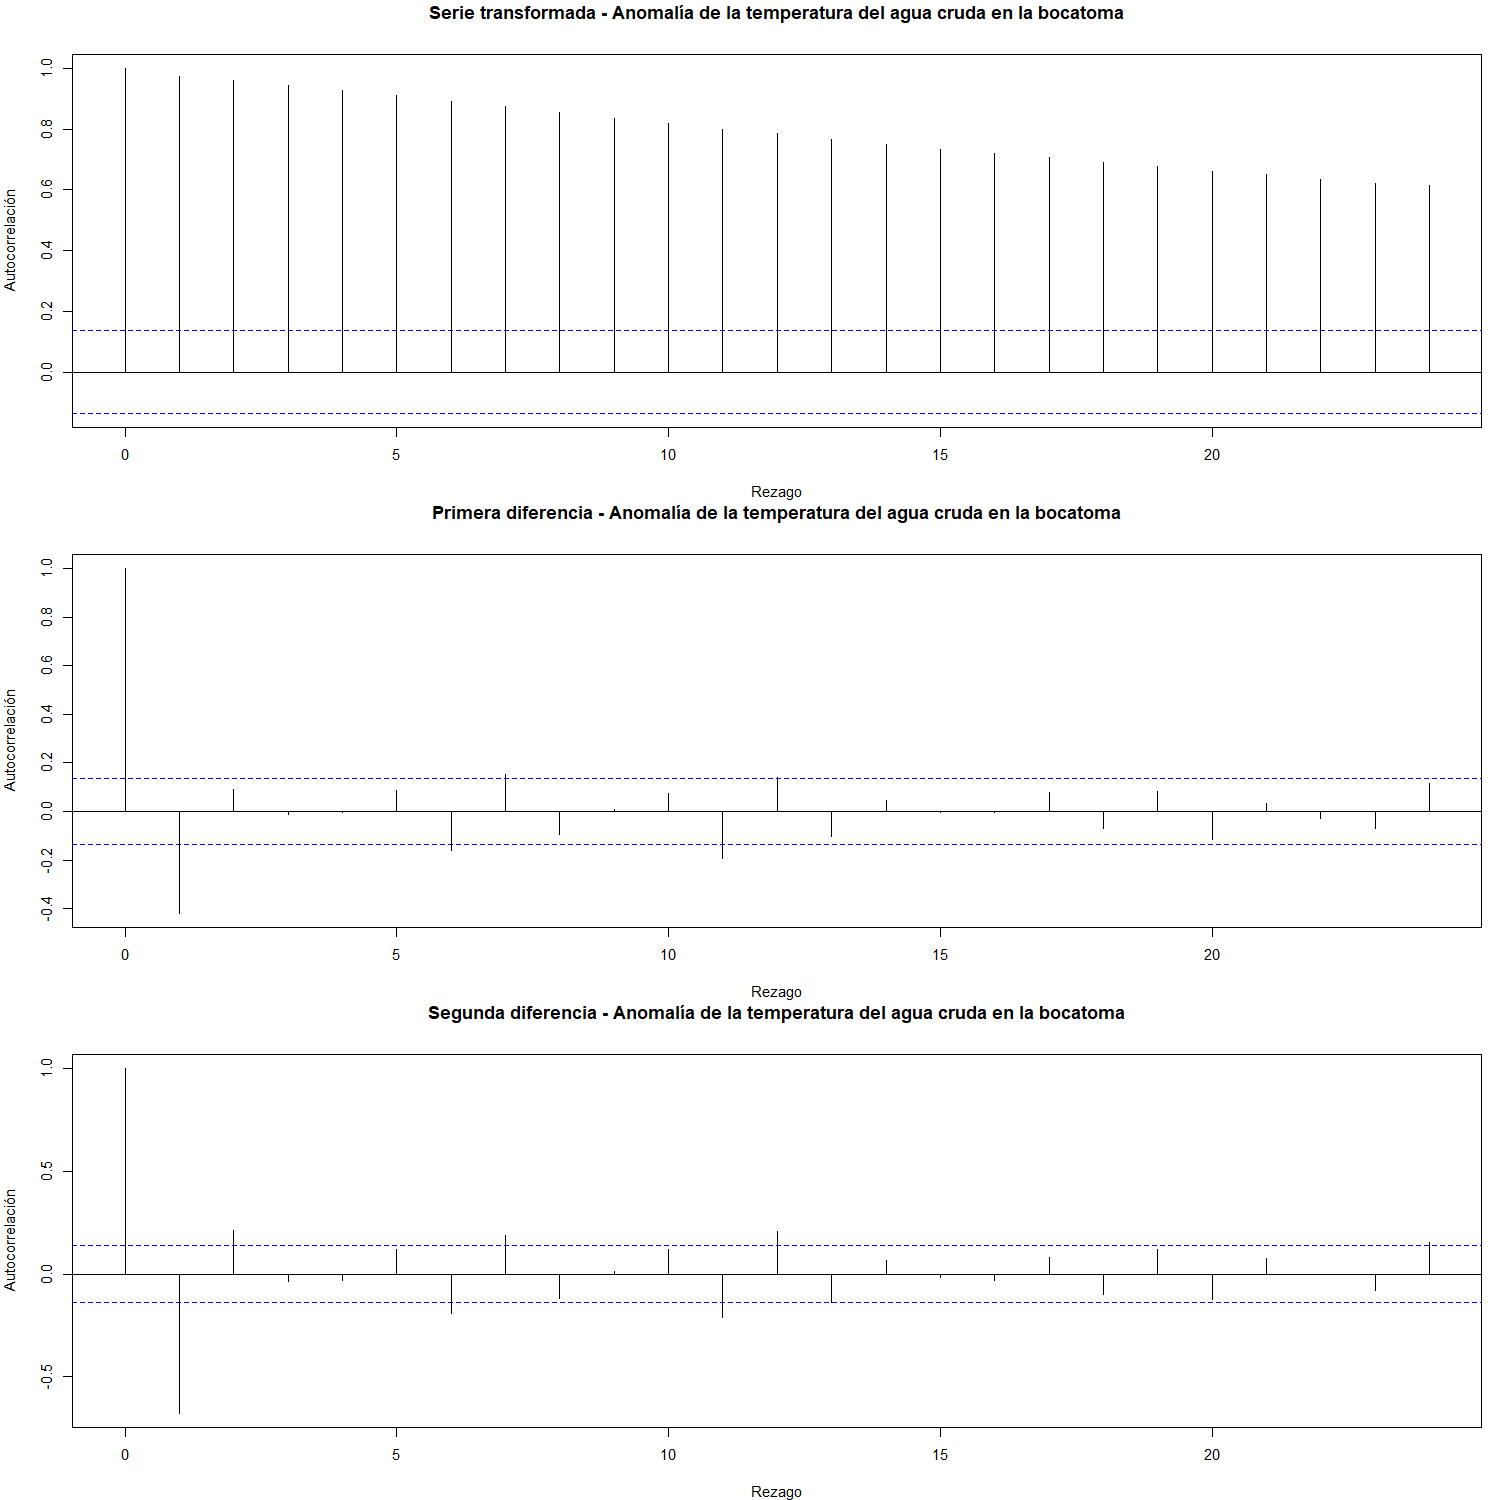 Serie transformada - Anomalía de la temperatura del agua cruda en la bocatoma
Autocorrelación
1.0
0.8
0.6
0.4
0.2
0.0
0 5 10 15 20
Rezago
Primera diferencia - Anomalía de la temperatura del agua cruda en la bocatoma
Autocorrelación
1.0
0.8
0.6
0.4
0.2
0.0
-0.2
-0.4
0 5 10 15 20
Rezago
Segunda diferencia - Anomalía de la temperatura del agua cruda en la bocatoma
Autocorrelación
1.0
0.5
0.0
-0.5
0 5 10 15 20
Rezago